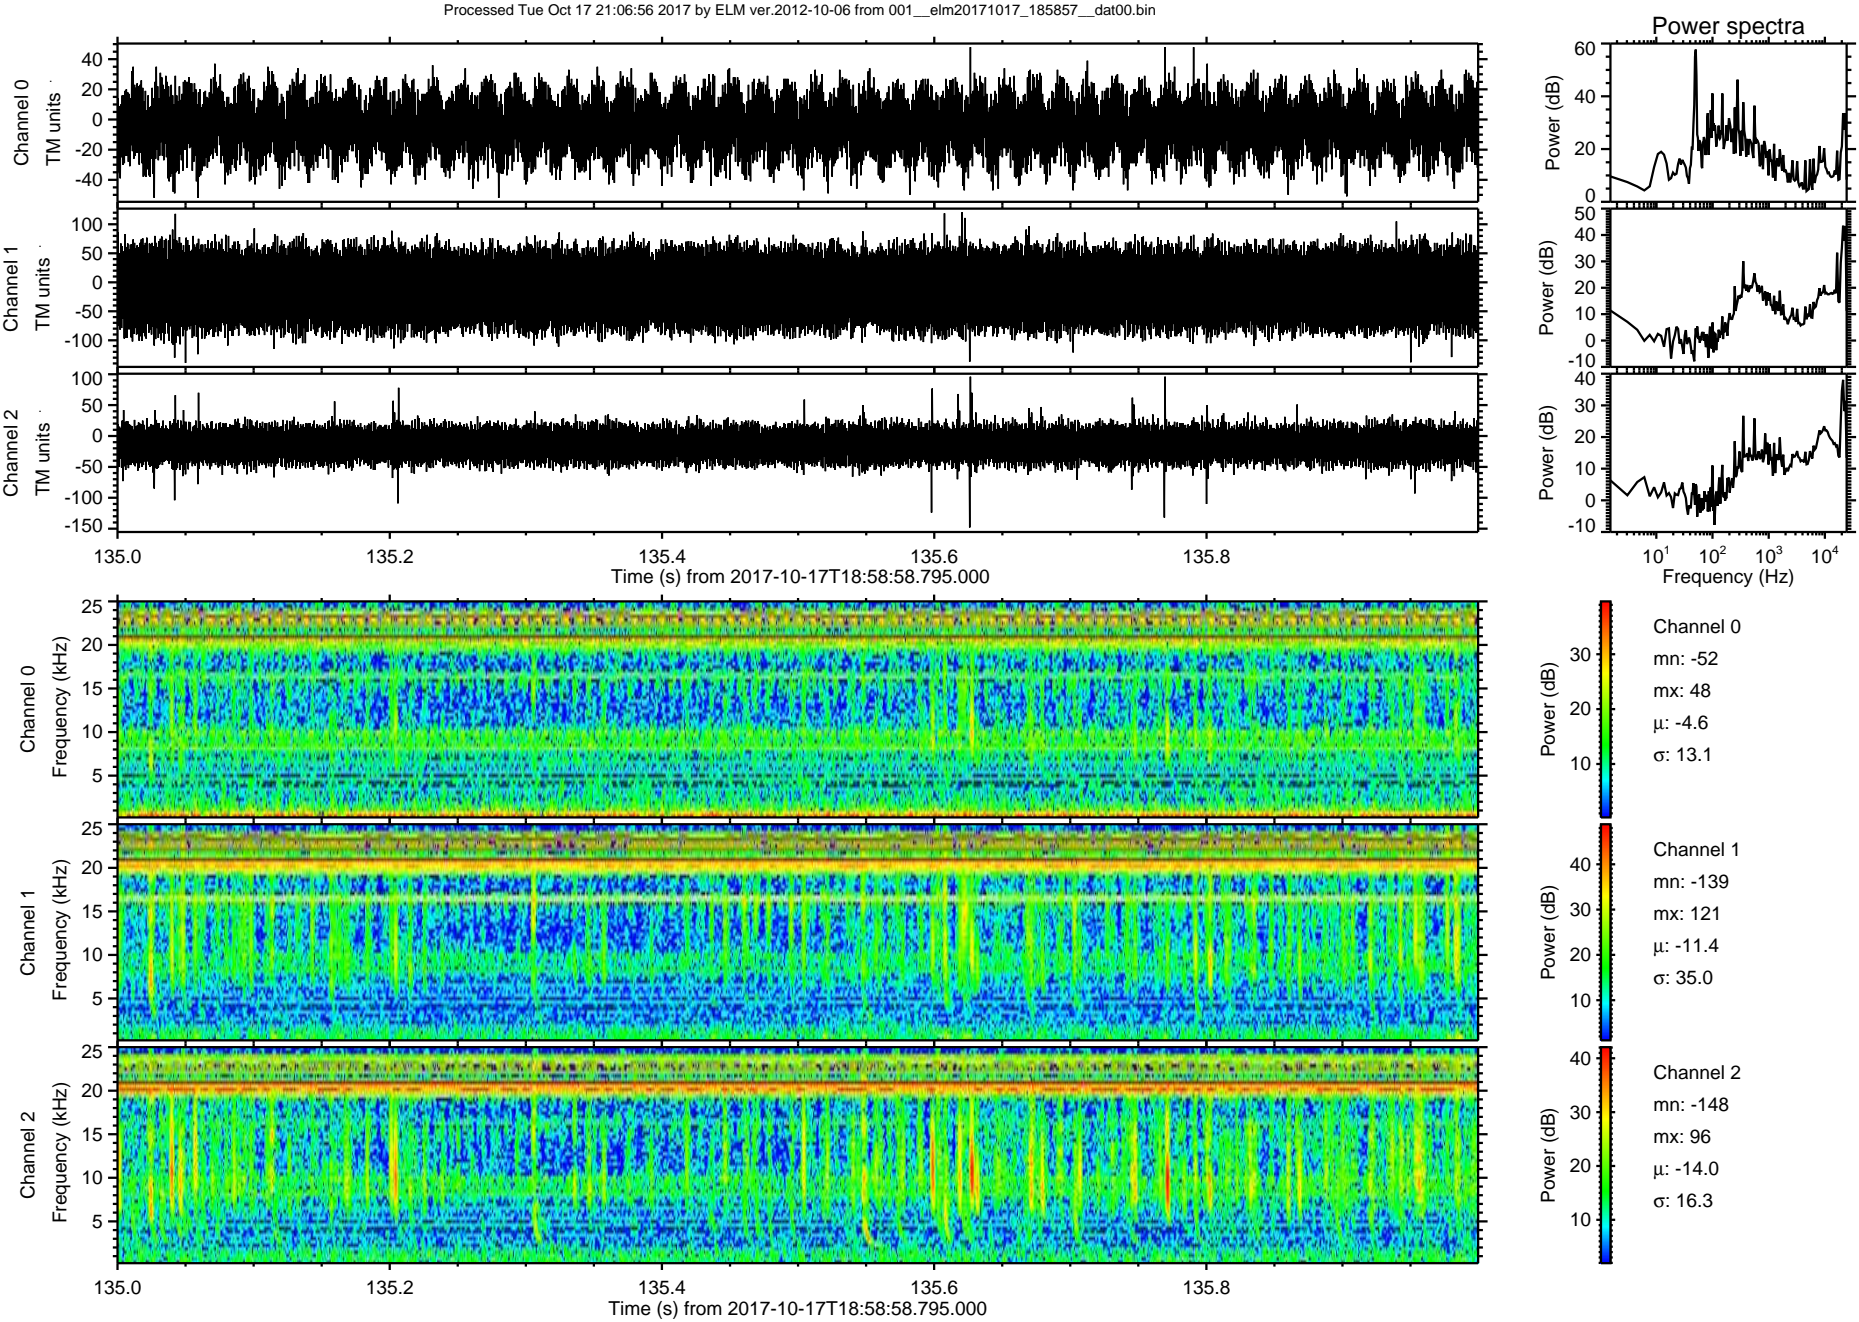 Processed Tue Oct 17 21:06:56 2017 by ELM ver.2012-10-06 from 001__elm20171017_185857__dat00.bin
Power spectra
Channel 0
TM units
40
20
0
-20
-40
Power (dB)
60
40
20
0
Channel 1
TM units
100
50
0
-50
-100
Power (dB)
50
40
30
20
10
0
-10
Channel 2
TM units
100
50
0
-50
-100
-150
Power (dB)
40
30
20
10
0
-10
135.0 135.2 135.4 135.6 135.8
Time (s) from 2017-10-17T18:58:58.795.000
10¹ 10² 10³ 10⁴
Frequency (Hz)
Channel 0
Frequency (kHz)
25
20
15
10
5
Power (dB)
30
20
10
Channel 0
mn: -52
mx: 48
μ: -4.6
σ: 13.1
Channel 1
Frequency (kHz)
25
20
15
10
5
Power (dB)
40
30
20
10
Channel 1
mn: -139
mx: 121
μ: -11.4
σ: 35.0
Channel 2
Frequency (kHz)
25
20
15
10
5
Power (dB)
40
30
20
10
Channel 2
mn: -148
mx: 96
μ: -14.0
σ: 16.3
135.0 135.2 135.4 135.6 135.8
Time (s) from 2017-10-17T18:58:58.795.000